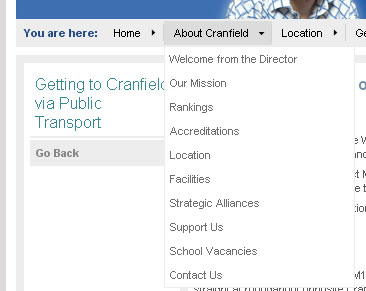 You are here: Home About Cranfield Location
Getting to Cranfield
via Public
Transport
Go Back
Welcome from the Director
Our Mission
Rankings
Accreditations
Location
Facilities
Strategic Alliances
Support Us
School Vacancies
Contact Us